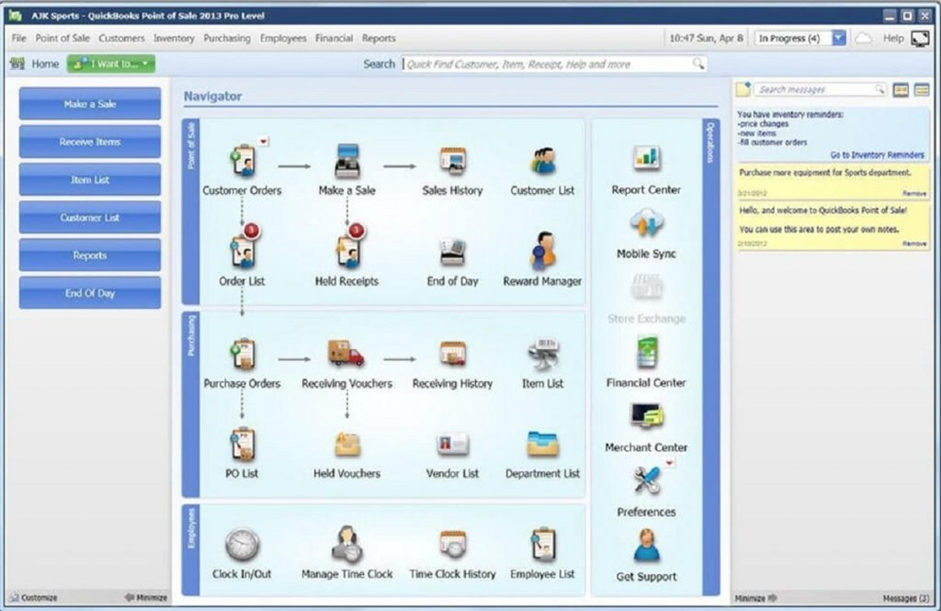 AJK Sports - QuickBooks Point of Sale 2013 Pro Level
File Point of Sale Customers Inventory Purchasing Employees Financial Reports
10:47 Sun, Apr 8 In Progress (4) Help
Home I Want to...
Search Quick Find Customer, Item, Receipt, Help and more
Make a Sale
Receive Items
Item List
Customer List
Reports
End Of Day
Navigator
Point of Sale
Customer Orders Make a Sale Sales History Customer List
3 3
Order List Held Receipts End of Day Reward Manager
Purchasing
Purchase Orders Receiving Vouchers Receiving History Item List
PO List Held Vouchers Vendor List Department List
Employees
Clock In/Out Manage Time Clock Time Clock History Employee List
Operations
Report Center
Mobile Sync
Store Exchange
Financial Center
Merchant Center
Preferences
Get Support
Search messages
You have inventory reminders:
-price changes
-new items
-fill customer orders
Go to Inventory Reminders
Purchase more equipment for Sports department.
Remove
Hello, and welcome to QuickBooks Point of Sale!
You can use this area to post your own notes.
Remove
Customize Minimize
Minimize Messages (3)